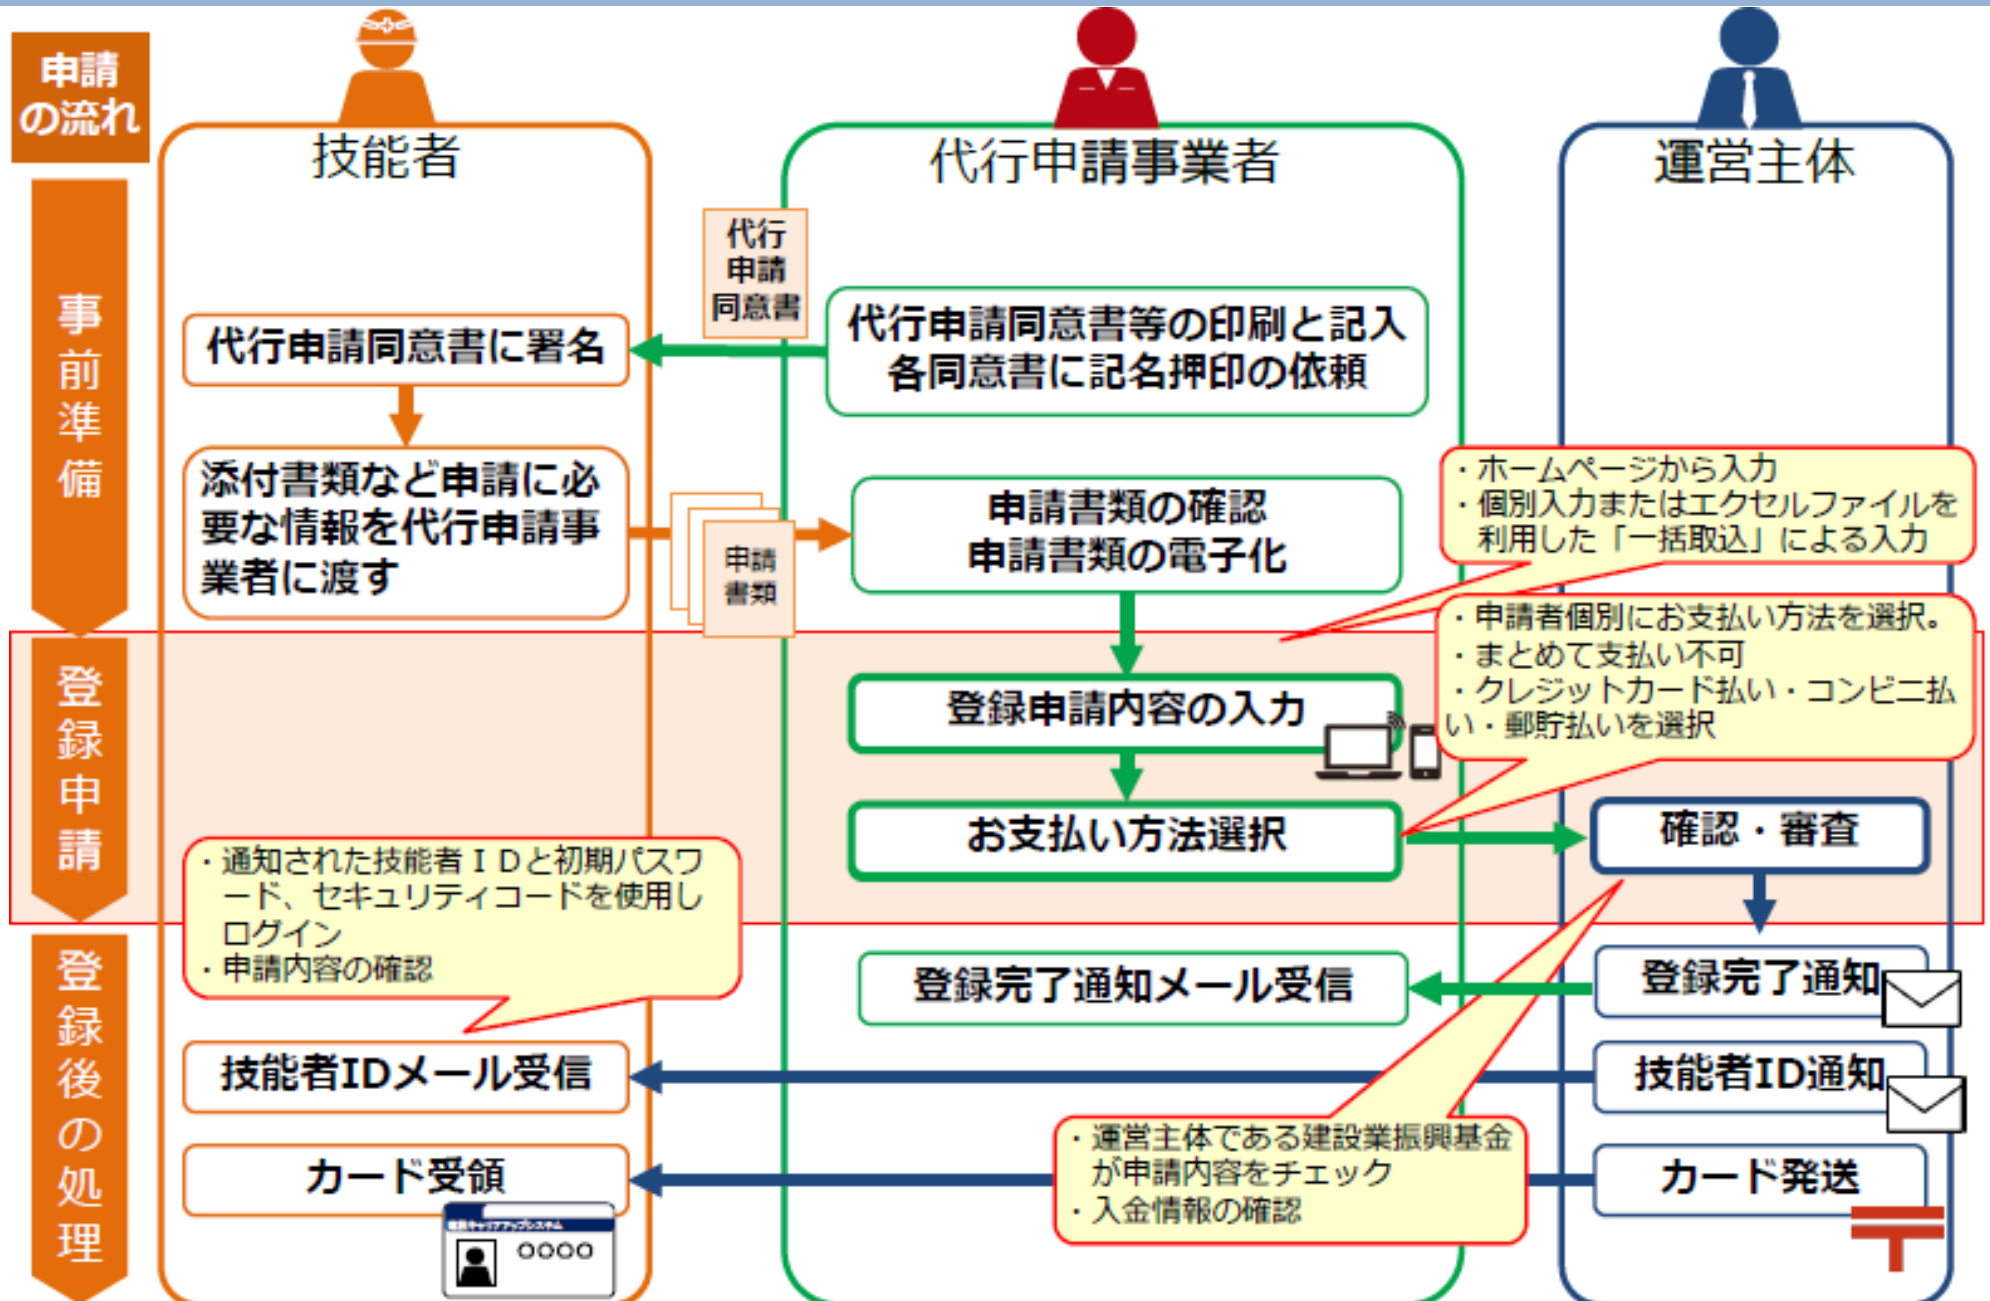 申請
の流れ
技能者
代行申請事業者
運営主体
事前準備
代行
申請
同意書
代行申請同意書等の印刷と記入
各同意書に記名押印の依頼
代行申請同意書に署名
添付書類など申請に必
要な情報を代行申請事
業者に渡す
申請
書類
申請書類の確認
申請書類の電子化
・ホームページから入力
・個別入力またはエクセルファイルを
利用した「一括取込」による入力
登録申請
登録申請内容の入力
・申請者個別にお支払い方法を選択。
・まとめて支払い不可
・クレジットカード払い・コンビニ払
い・郵貯払いを選択
お支払い方法選択
確認・審査
・通知された技能者ＩＤと初期パスワ
ード、セキュリティコードを使用し
ログイン
・申請内容の確認
登録後の処理
登録完了通知メール受信
登録完了通知
技能者IDメール受信
技能者ID通知
・運営主体である建設業振興基金
が申請内容をチェック
・入金情報の確認
カード受領
カード発送
建設キャリアアップシステム
○○○○